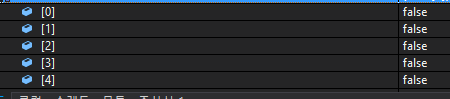 [0] false
[1] false
[2] false
[3] false
[4] false